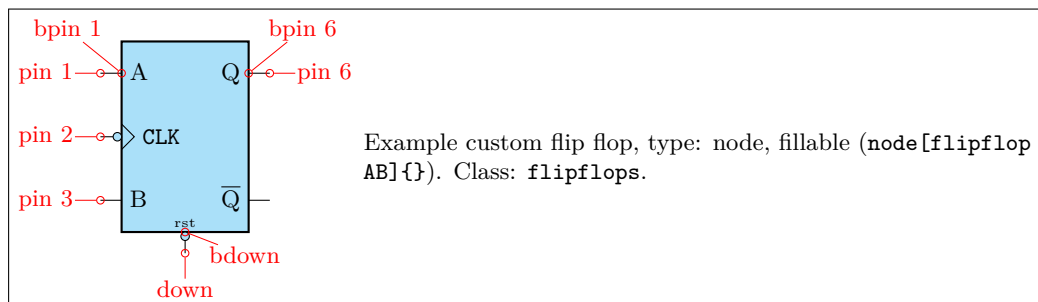 bpin 1
bpin 6
pin 1
A
Q
pin 6
pin 2
CLK
Example custom flip flop, type: node, fillable (node[flipflop
AB]{}). Class: flipflops.
pin 3
B
Q̅
rst
bdown
down